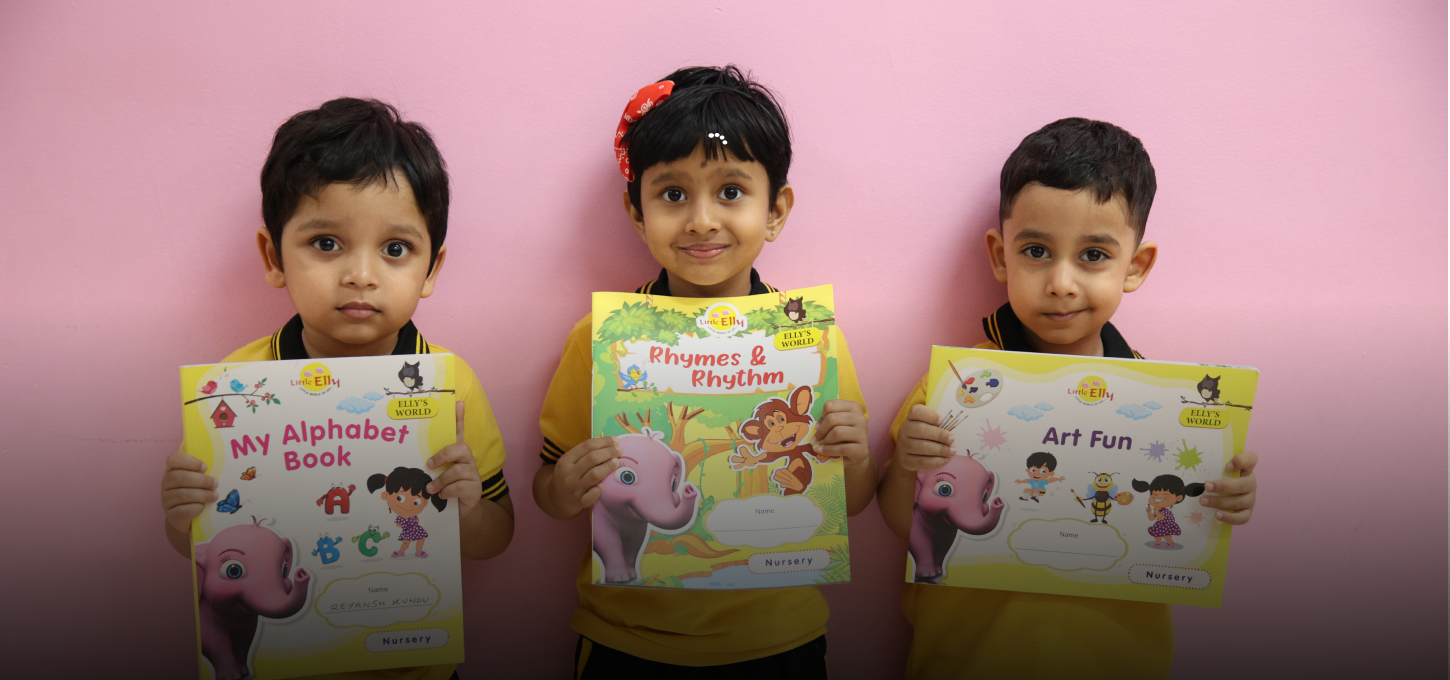 Little Elly
ELLY'S
WORLD
My Alphabet
Book
A
B C
Name
REYANSH KUNDU
Nursery
Little Elly
ELLY'S
WORLD
Rhymes &
Rhythm
Name
Nursery
Little Elly
ELLY'S
WORLD
Art Fun
Name
Nursery